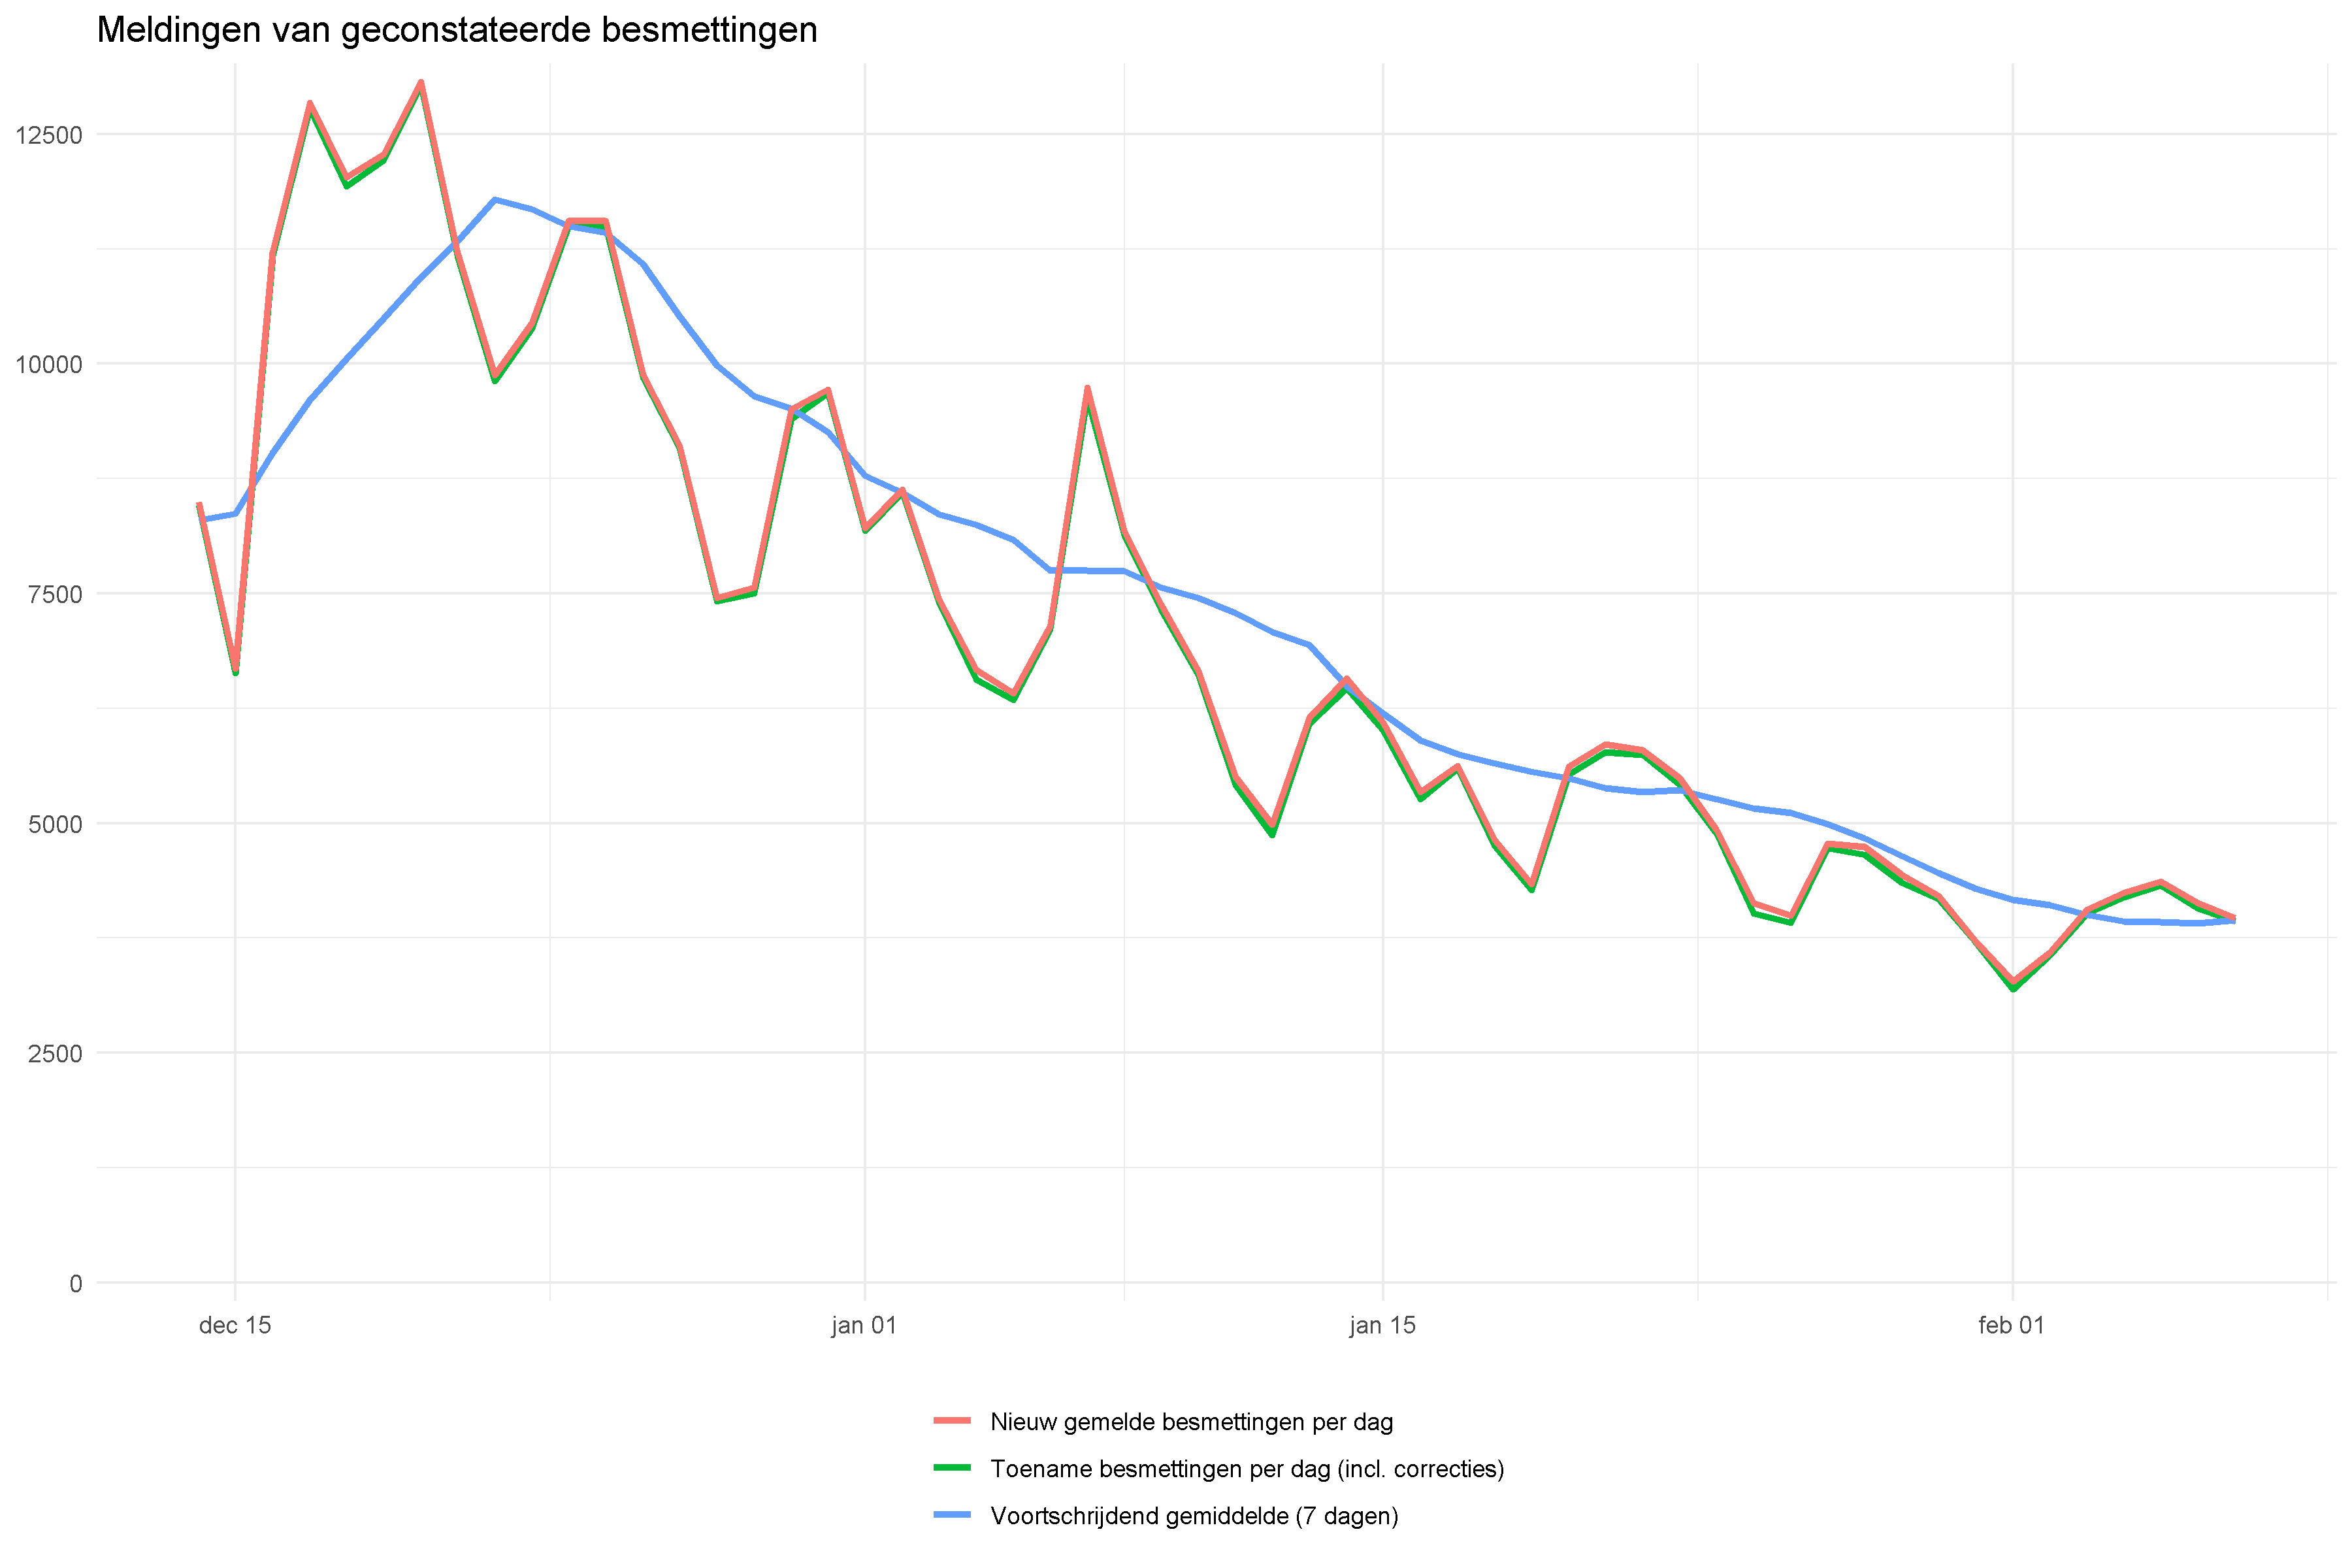 Meldingen van geconstateerde besmettingen
12500
10000
7500
5000
2500
0
dec 15
jan 01
jan 15
feb 01
Nieuw gemelde besmettingen per dag
Toename besmettingen per dag (incl. correcties)
Voortschrijdend gemiddelde (7 dagen)